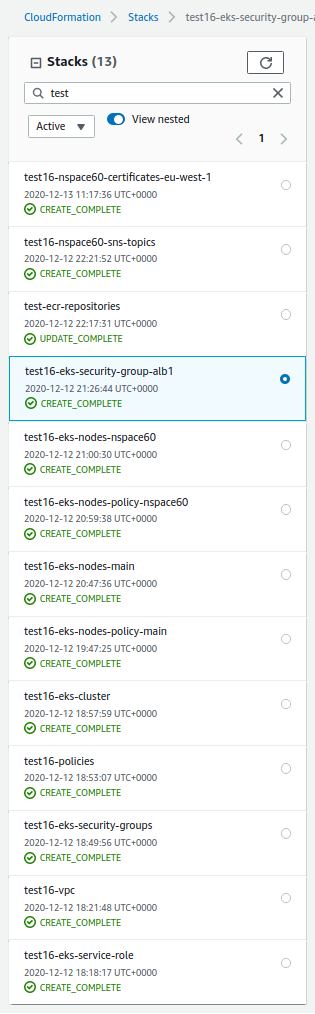 CloudFormation > Stacks > test16-eks-security-group-a
Stacks (13)
test
Active
View nested
1
test16-nspace60-certificates-eu-west-1
2020-12-13 11:17:36 UTC+0000
CREATE_COMPLETE
test16-nspace60-sns-topics
2020-12-12 22:21:52 UTC+0000
CREATE_COMPLETE
test-ecr-repositories
2020-12-12 22:17:31 UTC+0000
UPDATE_COMPLETE
test16-eks-security-group-alb1
2020-12-12 21:26:44 UTC+0000
CREATE_COMPLETE
test16-eks-nodes-nspace60
2020-12-12 21:00:30 UTC+0000
CREATE_COMPLETE
test16-eks-nodes-policy-nspace60
2020-12-12 20:59:38 UTC+0000
CREATE_COMPLETE
test16-eks-nodes-main
2020-12-12 20:47:36 UTC+0000
CREATE_COMPLETE
test16-eks-nodes-policy-main
2020-12-12 19:47:25 UTC+0000
CREATE_COMPLETE
test16-eks-cluster
2020-12-12 18:57:59 UTC+0000
CREATE_COMPLETE
test16-policies
2020-12-12 18:53:07 UTC+0000
CREATE_COMPLETE
test16-eks-security-groups
2020-12-12 18:49:56 UTC+0000
CREATE_COMPLETE
test16-vpc
2020-12-12 18:21:48 UTC+0000
CREATE_COMPLETE
test16-eks-service-role
2020-12-12 18:18:17 UTC+0000
CREATE_COMPLETE